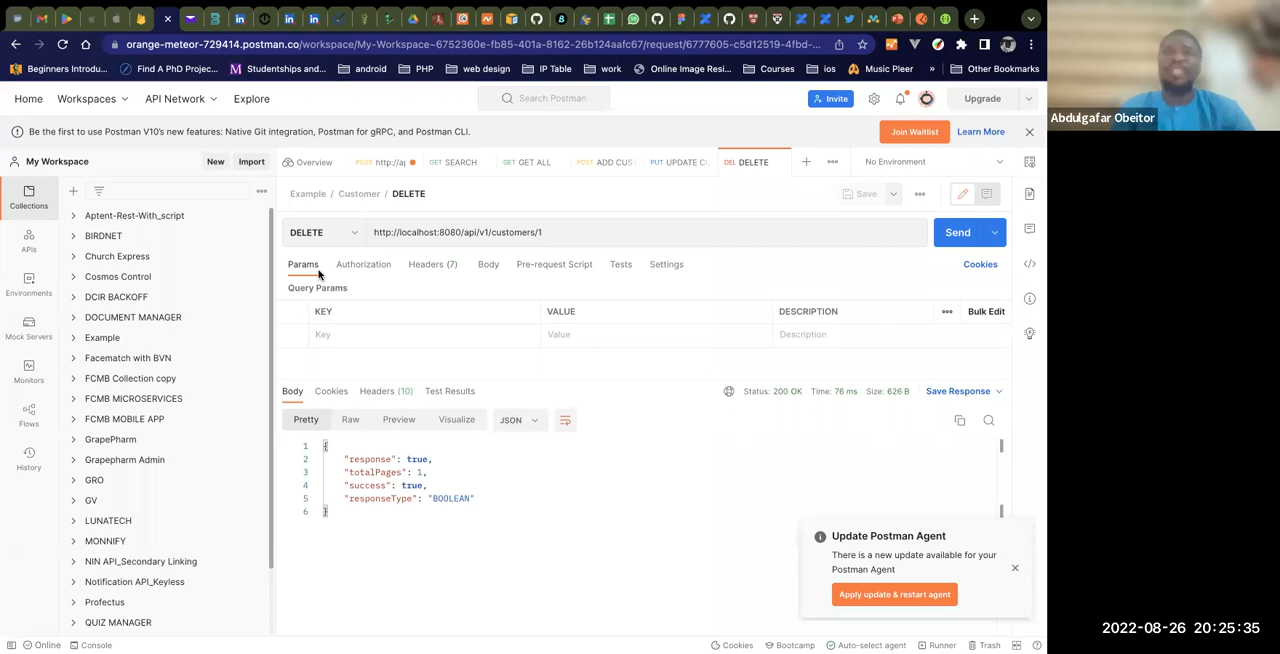 orange-meteor-729414.postman.co/workspace/My-Workspace~6752360e-fb85-401a-8162-26b124aafc67/request/6777605-c5d12519-4fbd-...
Beginners Introdu... Find A PhD Projec... Studentships and... android PHP web design IP Table work Online Image Resi... Courses ios Music Pleer » Other Bookmarks
Home Workspaces API Network Explore Search Postman Invite Upgrade
Abdulgafar Obeitor
Be the first to use Postman V10's new features: Native Git integration, Postman for gRPC, and Postman CLI. Join Waitlist Learn More
My Workspace New Import Overview POST http://ap GET SEARCH GET GET ALL POST ADD CUS PUT UPDATE C DEL DELETE No Environment
Collections
APIs
Environments
Mock Servers
Monitors
Flows
History
Aptent-Rest-With_script
BIRDNET
Church Express
Cosmos Control
DCIR BACKOFF
DOCUMENT MANAGER
Example
Facematch with BVN
FCMB Collection copy
FCMB MICROSERVICES
FCMB MOBILE APP
GrapePharm
Grapepharm Admin
GRO
GV
LUNATECH
MONNIFY
NIN API_Secondary Linking
Notification API_Keyless
Profectus
QUIZ MANAGER
Example / Customer / DELETE Save
DELETE http://localhost:8080/api/v1/customers/1 Send
Params Authorization Headers (7) Body Pre-request Script Tests Settings Cookies
Query Params
KEY VALUE DESCRIPTION Bulk Edit
Key Value Description
Body Cookies Headers (10) Test Results Status: 200 OK Time: 76 ms Size: 626 B Save Response
Pretty Raw Preview Visualize JSON
1 {
2 "response": true,
3 "totalPages": 1,
4 "success": true,
5 "responseType": "BOOLEAN"
6 }
Update Postman Agent
There is a new update available for your
Postman Agent
Apply update & restart agent
Online Console Cookies Bootcamp Auto-select agent Runner Trash
2022-08-26 20:25:35